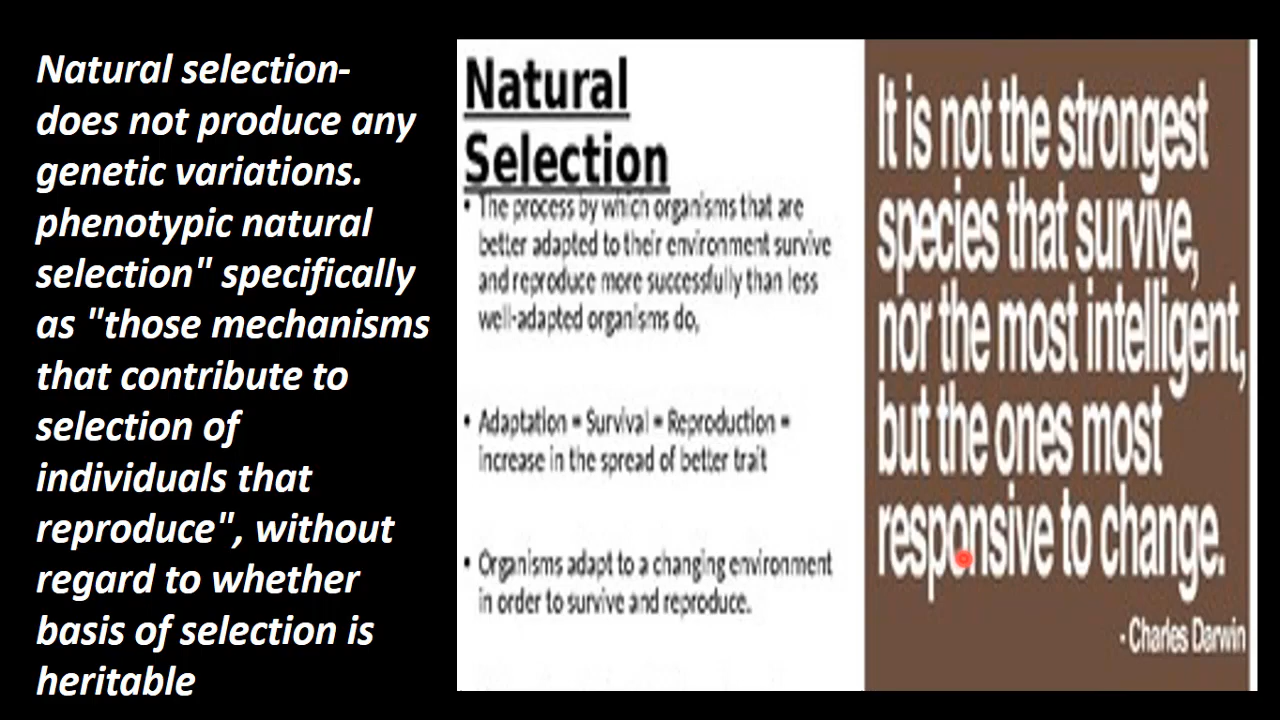 Natural selection-
does not produce any
genetic variations.
phenotypic natural
selection" specifically
as "those mechanisms
that contribute to
selection of
individuals that
reproduce", without
regard to whether
basis of selection is
heritable
Natural
Selection
• The process by which organisms that are
better adapted to their environment survive
and reproduce more successfully than less
well-adapted organisms do,
• Adaptation = Survival = Reproduction =
increase in the spread of better trait
• Organisms adapt to a changing environment
in order to survive and reproduce.
It is not the strongest
species that survive,
nor the most intelligent,
but the ones most
responsive to change.
- Charles Darwin